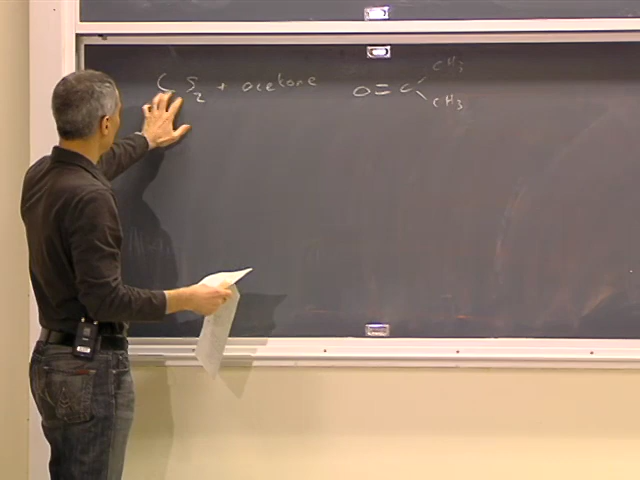 CS2 + acetone O=C CH3
CH3